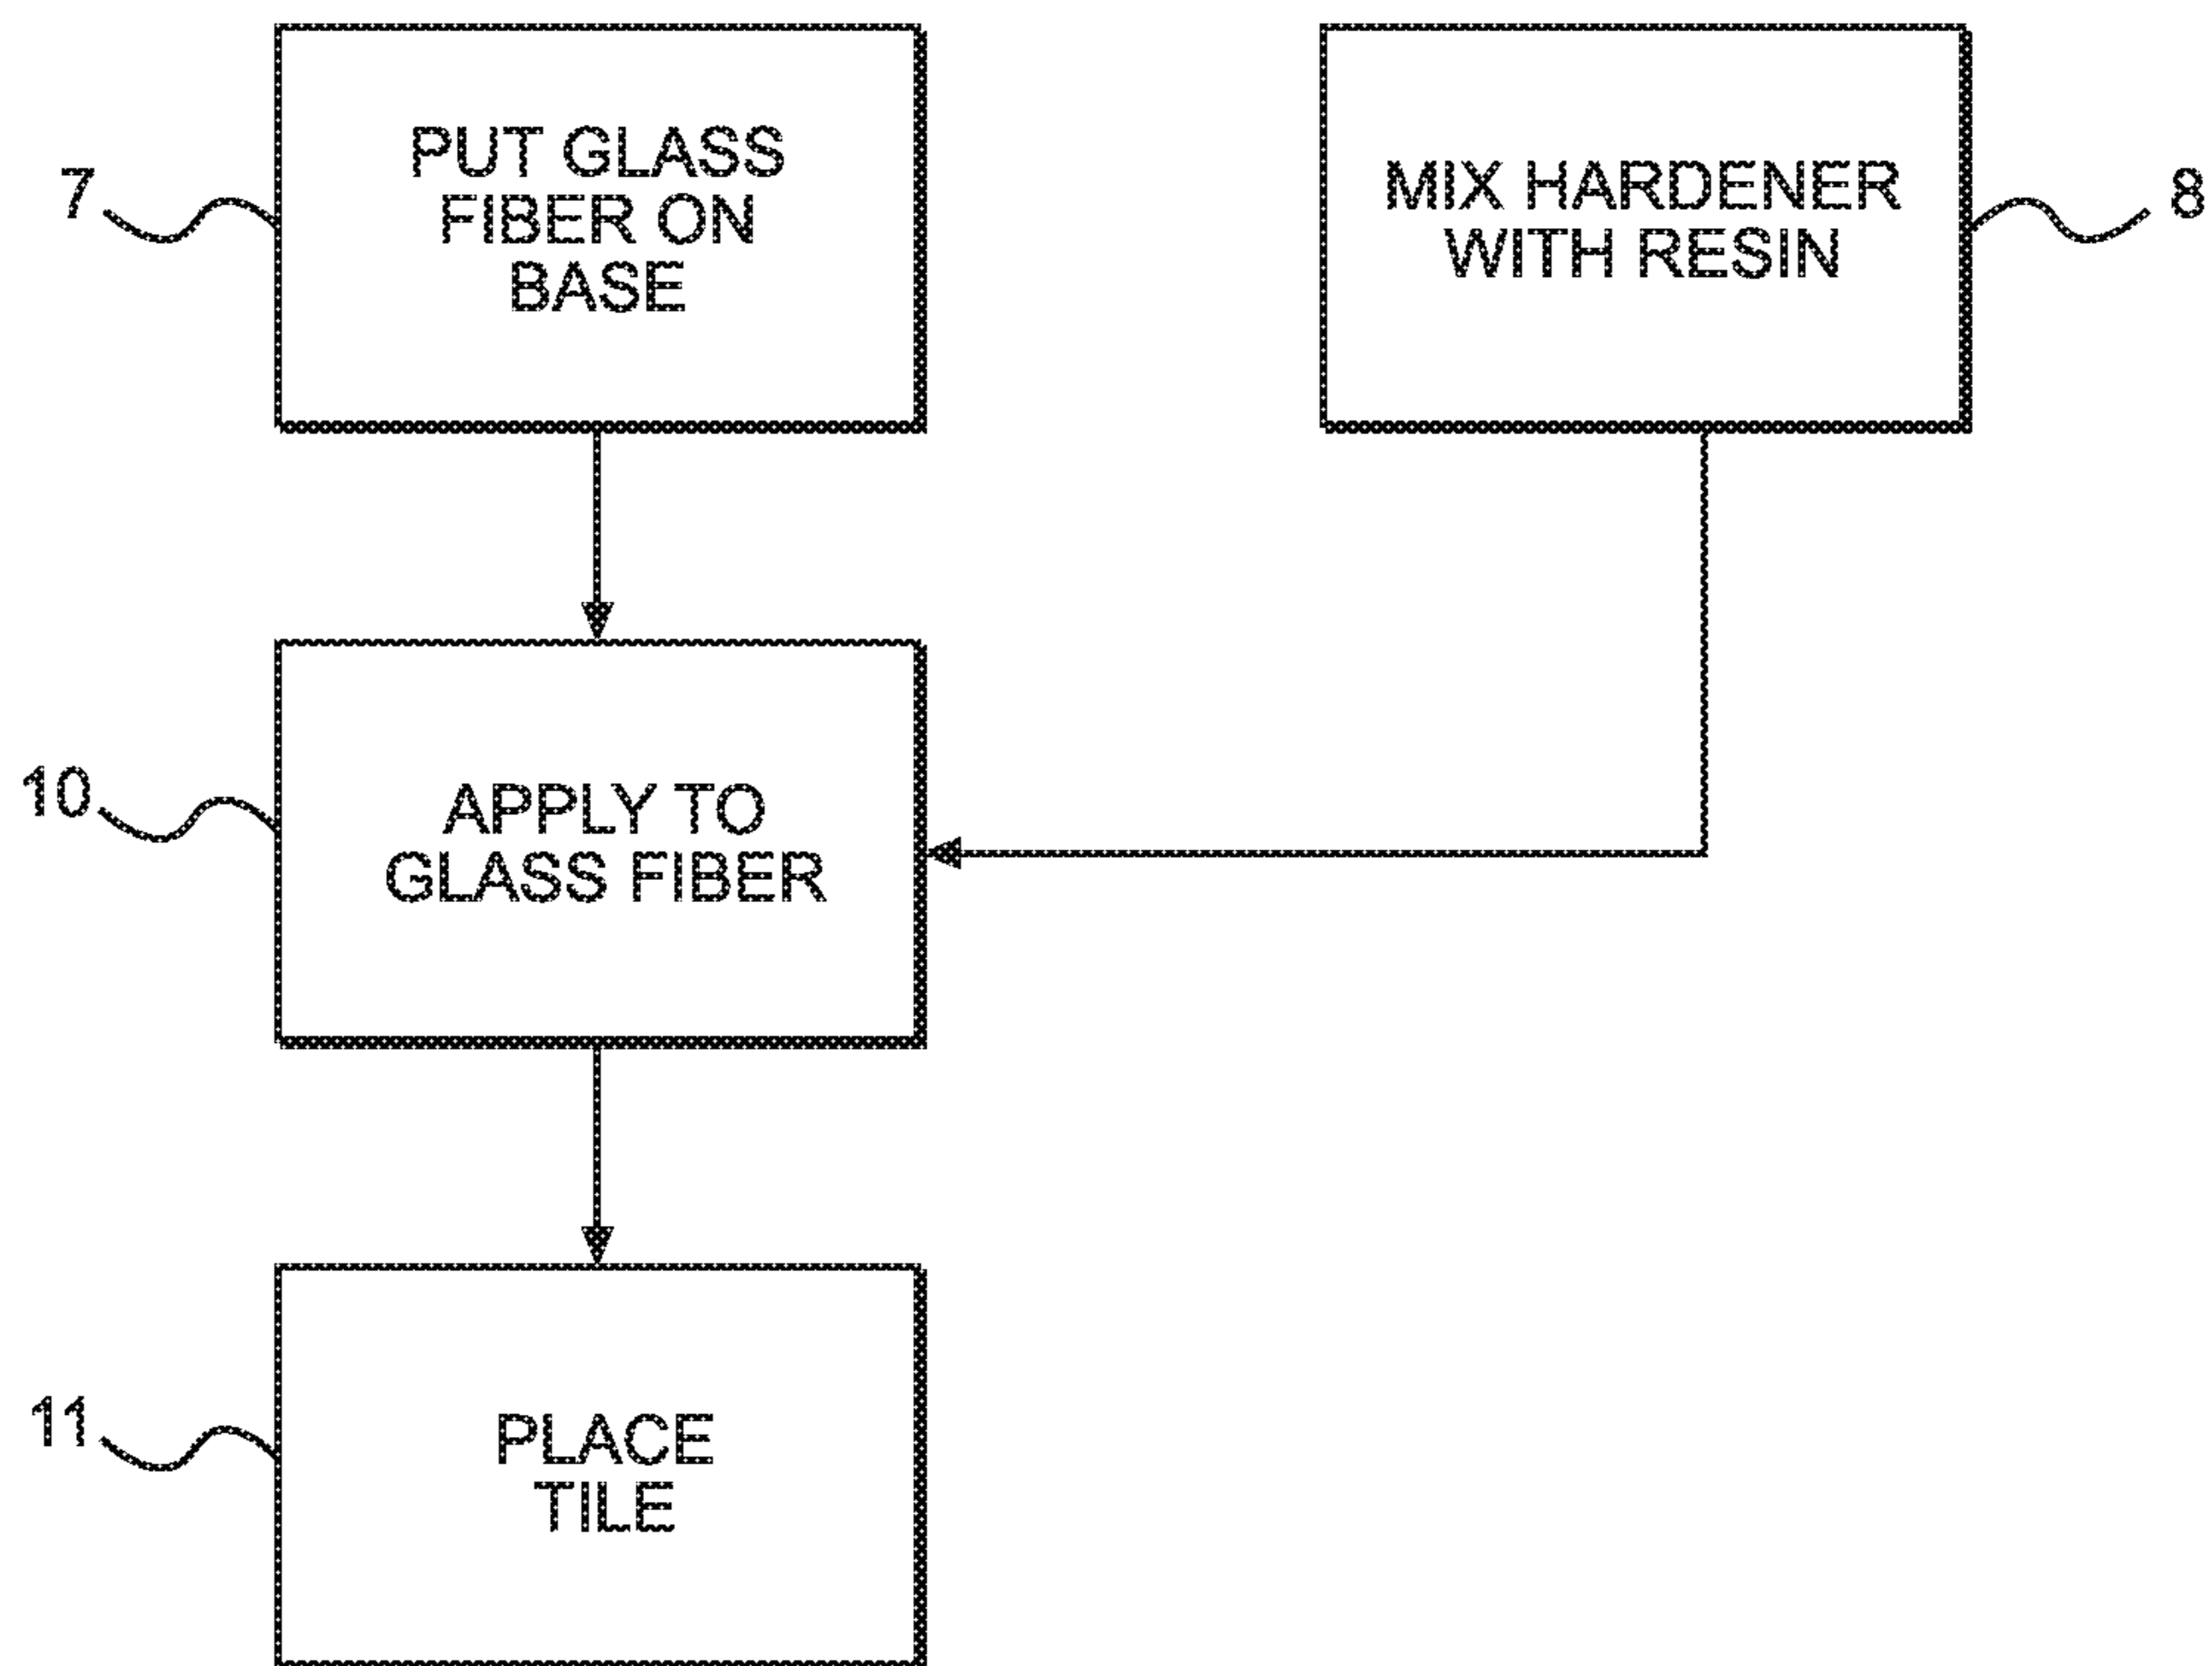 7
PUT GLASS
FIBER ON
BASE
MIX HARDENER
WITH RESIN
8
10
APPLY TO
GLASS FIBER
11
PLACE
TILE